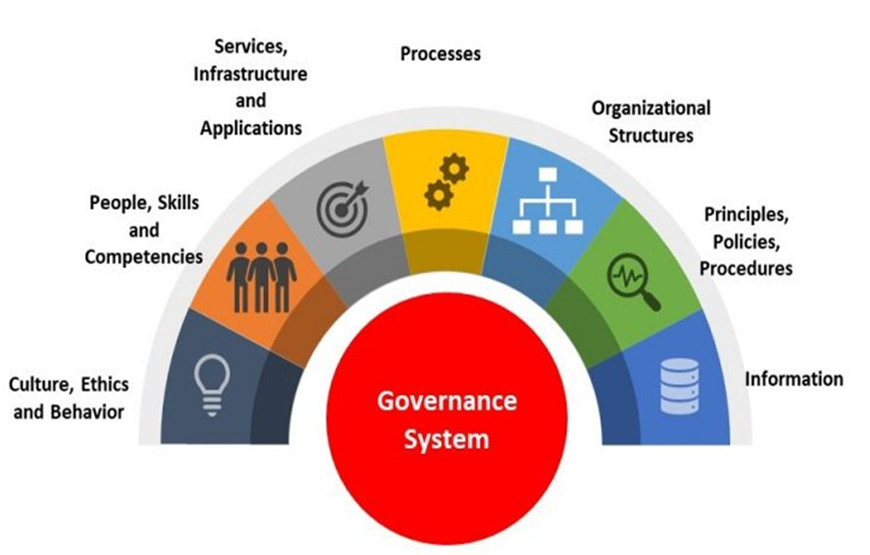 Services,
Infrastructure
and
Applications
Processes
Organizational
Structures
People, Skills
and
Competencies
Principles,
Policies,
Procedures
Culture, Ethics
and Behavior
Information
Governance
System